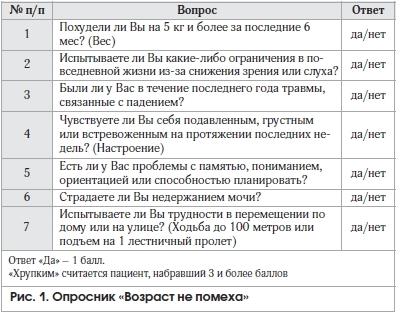 № п/п Вопрос Ответ
1 Похудели ли Вы на 5 кг и более за последние 6 да/нет
мес? (Вес)
2 Испытываете ли Вы какие-либо ограничения в по- да/нет
вседневной жизни из-за снижения зрения или слуха?
3 Были ли у Вас в течение последнего года травмы, да/нет
связанные с падением?
4 Чувствуете ли Вы себя подавленным, грустным да/нет
или встревоженным на протяжении последних не-
дель? (Настроение)
5 Есть ли у Вас проблемы с памятью, пониманием, да/нет
ориентацией или способностью планировать?
6 Страдаете ли Вы недержанием мочи? да/нет
7 Испытываете ли Вы трудности в перемещении по да/нет
дому или на улице? (Ходьба до 100 метров или
подъем на 1 лестничный пролет)
Ответ «Да» – 1 балл.
«Хрупким» считается пациент, набравший 3 и более баллов
Рис. 1. Опросник «Возраст не помеха»